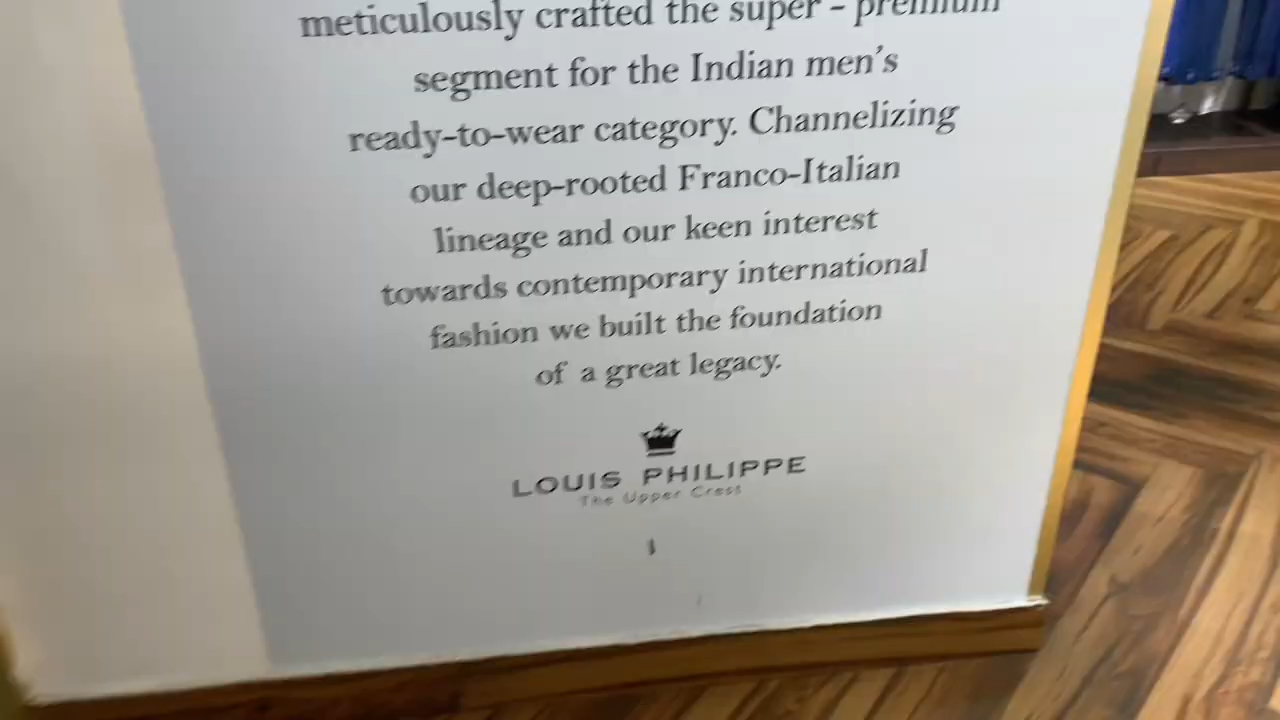 meticulously crafted the super - premium
segment for the Indian men's
ready-to-wear category. Channelizing
our deep-rooted Franco-Italian
lineage and our keen interest
towards contemporary international
fashion we built the foundation
of a great legacy.
LOUIS PHILIPPE
The Upper Crest